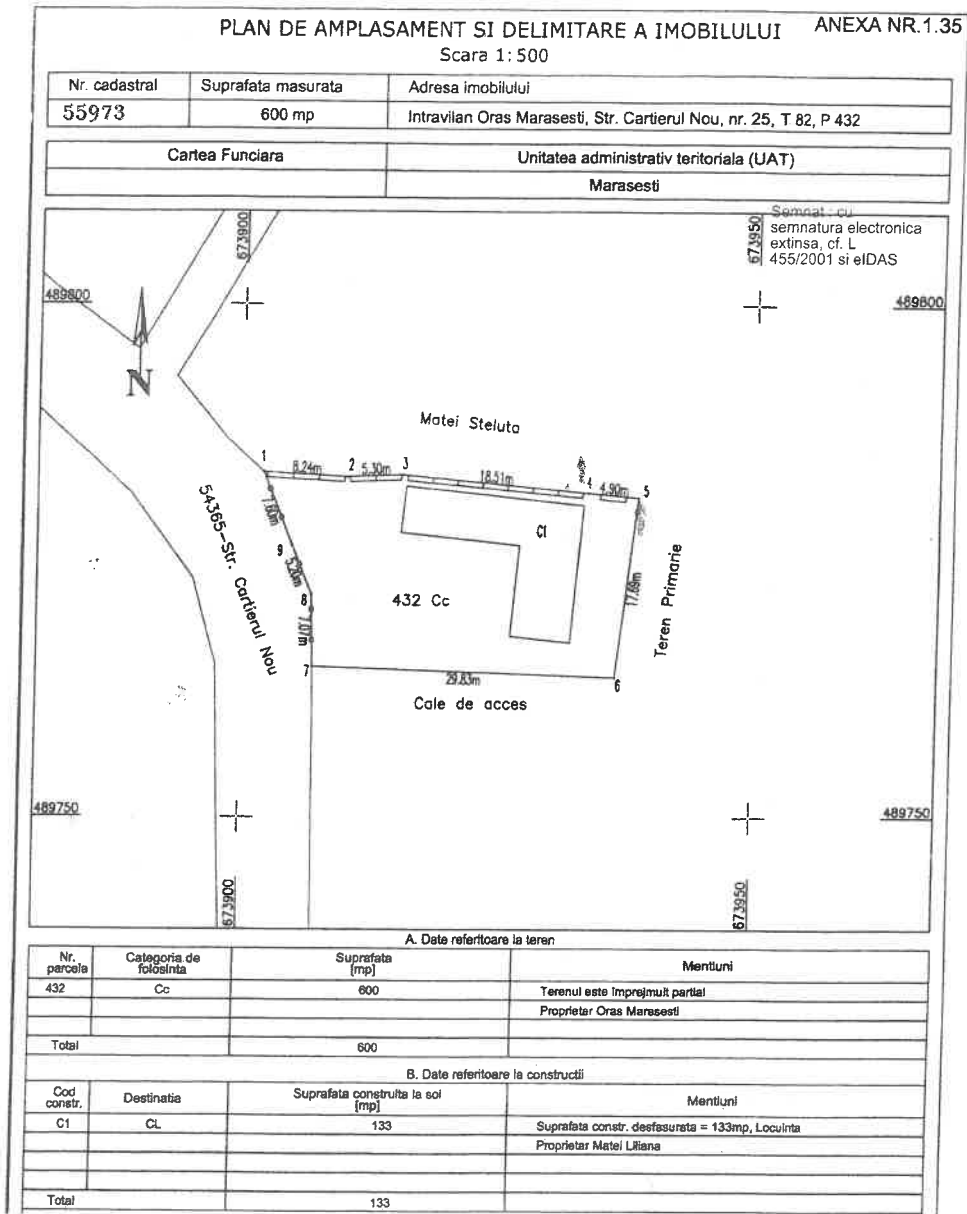 PLAN DE AMPLASAMENT SI DELIMITARE A IMOBILULUI ANEXA NR.1.35
Scara 1:500
Nr. cadastral Suprafata masurata Adresa imobilului
55973 600 mp Intravilan Oras Marasesti, Str. Cartierul Nou, nr. 25, T 82, P 432
Cartea Funciara Unitatea administrativ teritoriala (UAT)
Marasesti
Semnat : cu
semnatura electronica
extinsa, cf. L
455/2001 si eIDAS
673900 673950
489800 489800
N
Matei Steluta
1 8.24m 2 5.30m 3 18.51m 4 4.90m 5
7.60m
9 5.20m
8
7.07m
7
54365-Str. Cartierul Nou
C1
432 Cc
17.69m
Teren Primarie
29.83m
6
Cale de acces
489750 489750
673900 673950
A. Date referitoare la teren
Nr. parcela Categoria de folosinta Suprafata [mp] Mentiuni
432 Cc 600 Terenul este imprejmuit partial
Proprietar Oras Marasesti
Total 600
B. Date referitoare la constructii
Cod constr. Destinatia Suprafata construita la sol [mp] Mentiuni
C1 CL 133 Suprafata constr. desfasurata = 133mp, Locuinta
Proprietar Matei Liliana
Total 133